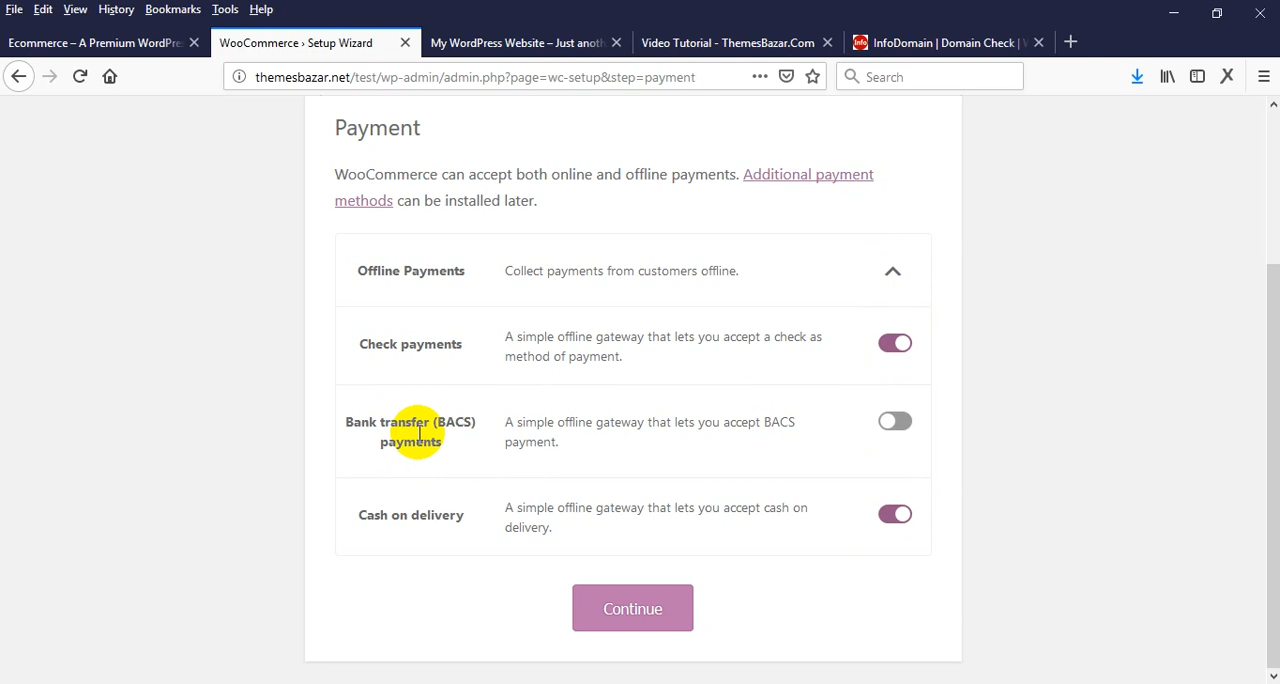 File Edit View History Bookmarks Tools Help
Ecommerce – A Premium WordPre
WooCommerce › Setup Wizard
My WordPress Website – Just anoth
Video Tutorial - ThemesBazar.Com
Info InfoDomain | Domain Check |
themesbazar.net/test/wp-admin/admin.php?page=wc-setup&step=payment
Search
Payment
WooCommerce can accept both online and offline payments. Additional payment
methods can be installed later.
Offline Payments
Collect payments from customers offline.
Check payments
A simple offline gateway that lets you accept a check as
method of payment.
Bank transfer (BACS)
payments
A simple offline gateway that lets you accept BACS
payment.
Cash on delivery
A simple offline gateway that lets you accept cash on
delivery.
Continue